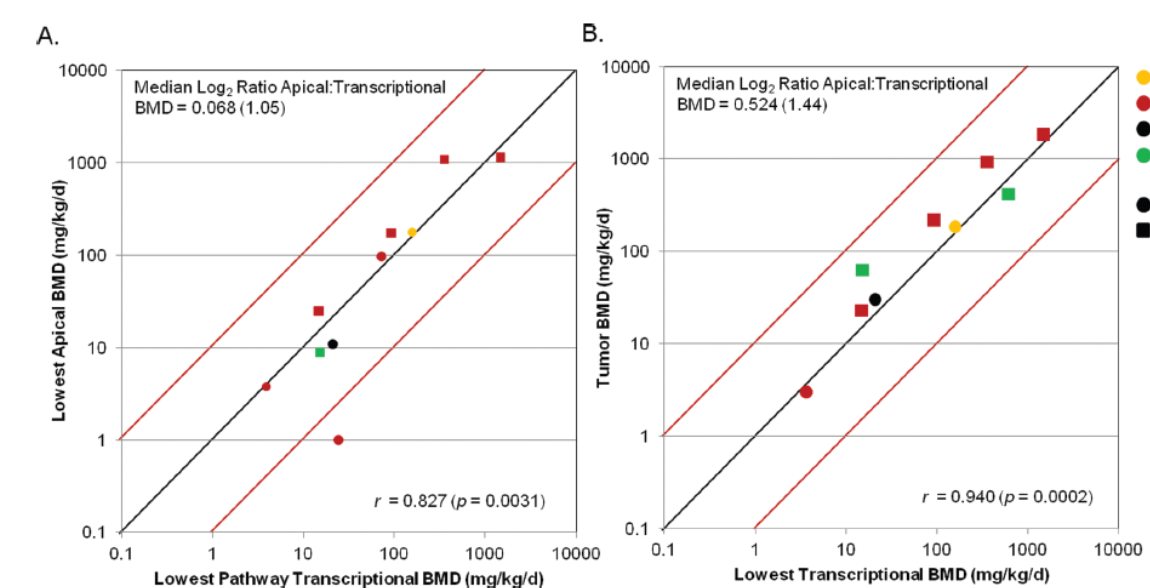 A.
10000
1000
100
10
1
0.1
Lowest Apical BMD (mg/kg/d)
Median Log₂ Ratio Apical:Transcriptional
BMD = 0.068 (1.05)
r = 0.827 (p = 0.0031)
0.1 1 10 100 1000 10000
Lowest Pathway Transcriptional BMD (mg/kg/d)
B.
10000
1000
100
10
1
0.1
Tumor BMD (mg/kg/d)
Median Log₂ Ratio Apical:Transcriptional
BMD = 0.524 (1.44)
r = 0.940 (p = 0.0002)
0.1 1 10 100 1000 10000
Lowest Transcriptional BMD (mg/kg/d)